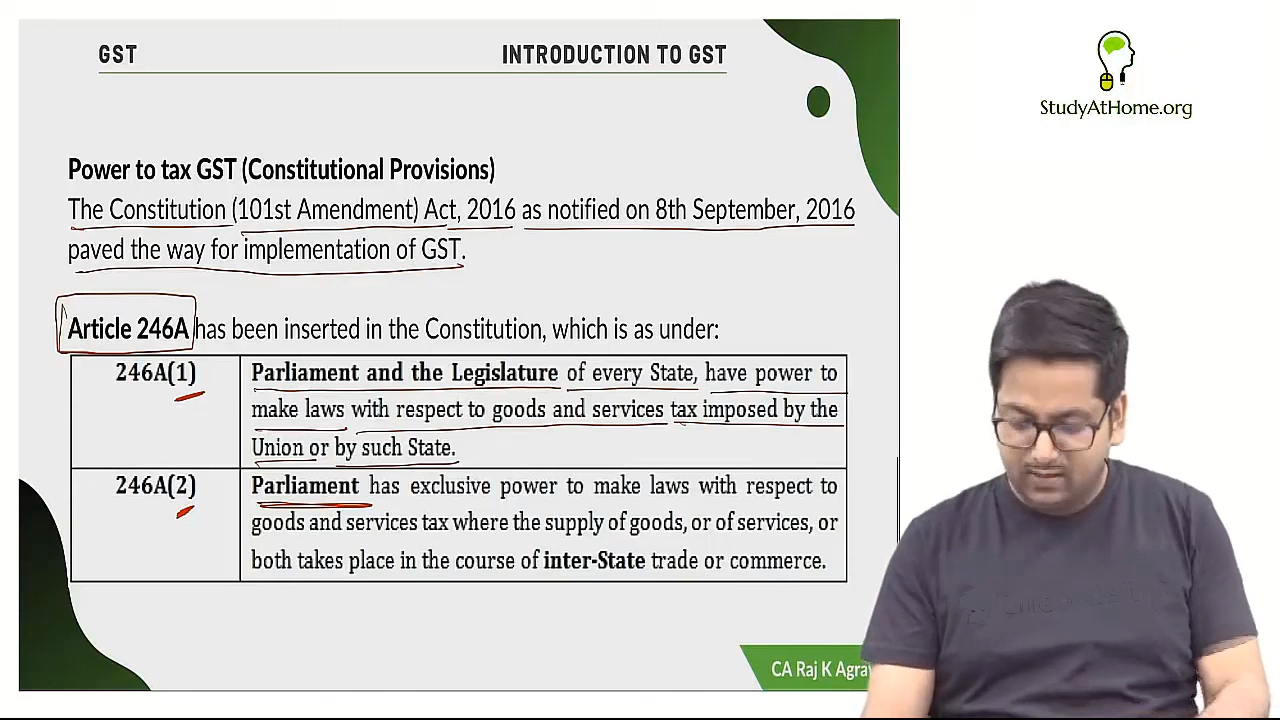 GST
INTRODUCTION TO GST
StudyAtHome.org
Power to tax GST (Constitutional Provisions)
The Constitution (101st Amendment) Act, 2016 as notified on 8th September, 2016
paved the way for implementation of GST.
Article 246A has been inserted in the Constitution, which is as under:
246A(1)
Parliament and the Legislature of every State, have power to
make laws with respect to goods and services tax imposed by the
Union or by such State.
246A(2)
Parliament has exclusive power to make laws with respect to
goods and services tax where the supply of goods, or of services, or
both takes place in the course of inter-State trade or commerce.
CA Raj K Agra